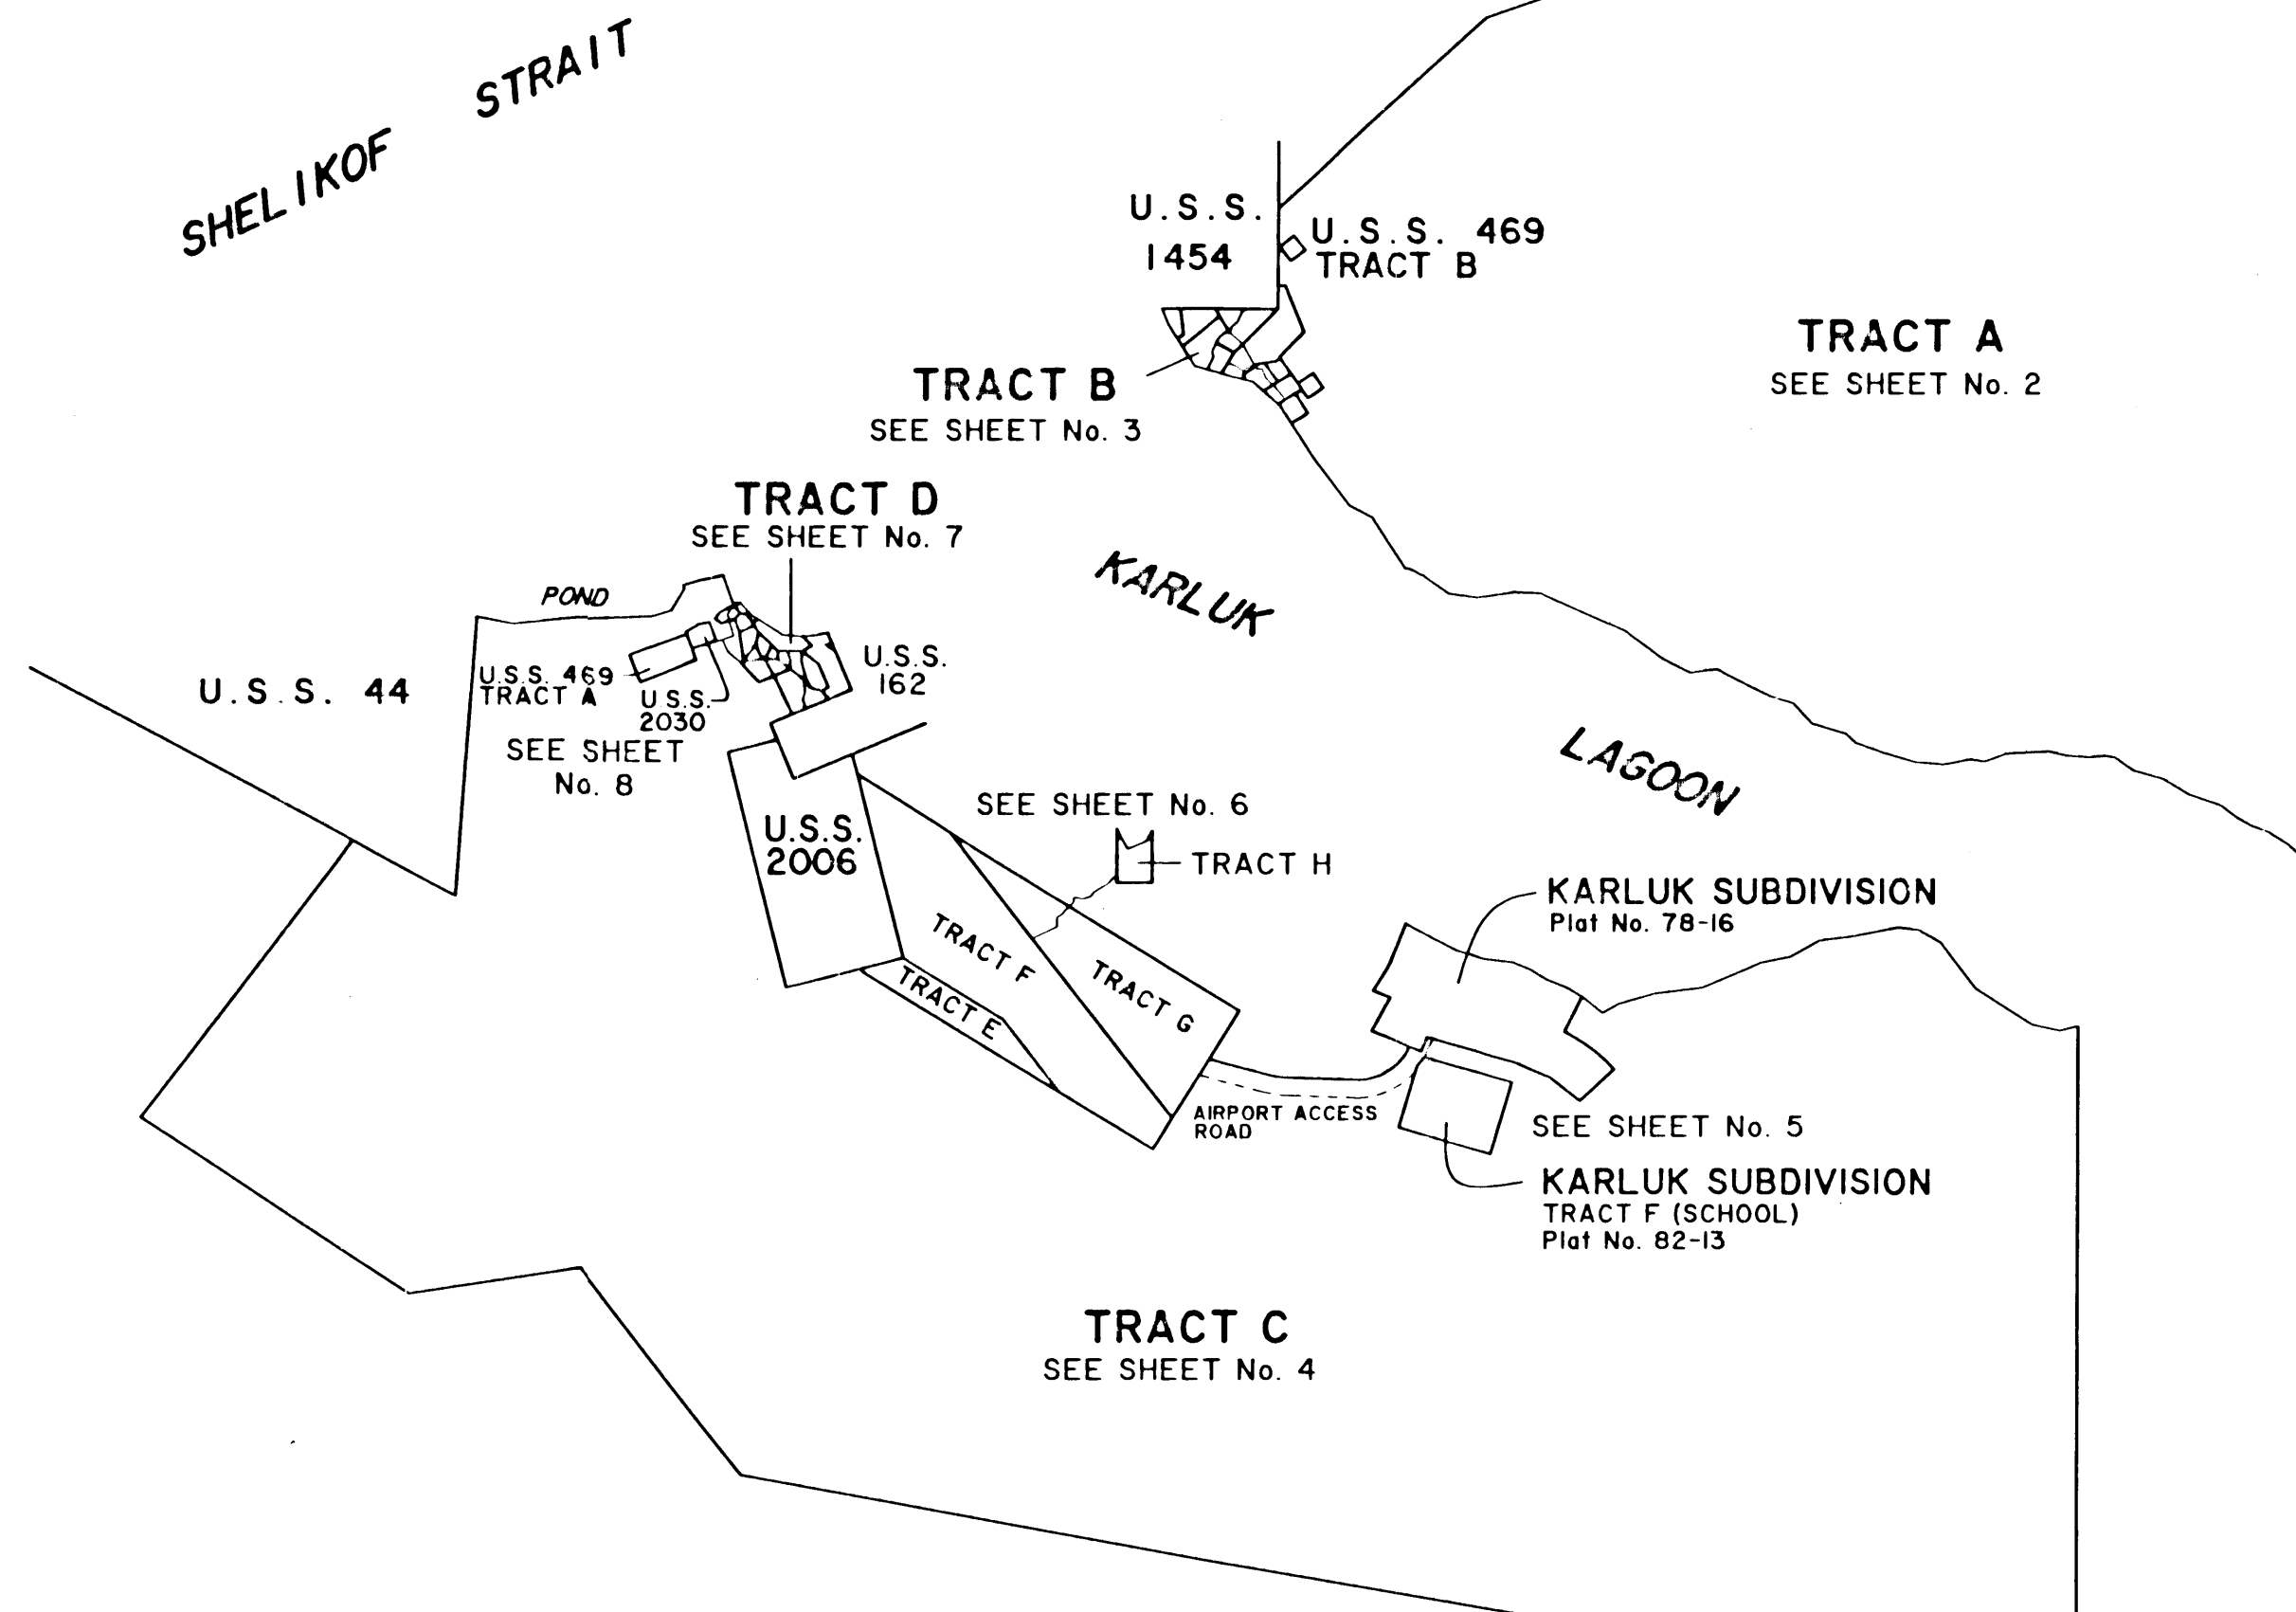 SHELIKOF STRAIT
U.S.S.
1454
U.S.S. 469
TRACT B
TRACT A
SEE SHEET No. 2
TRACT B
SEE SHEET No. 3
TRACT D
SEE SHEET No. 7
POND
KARLUK
LAGOON
U.S.S. 44
U.S.S. 469
TRACT A
U.S.S.
2030
U.S.S.
162
SEE SHEET
No. 8
U.S.S.
2006
SEE SHEET No. 6
TRACT H
TRACT F
TRACT G
TRACT E
KARLUK SUBDIVISION
Plat No. 78-16
AIRPORT ACCESS
ROAD
SEE SHEET No. 5
KARLUK SUBDIVISION
TRACT F (SCHOOL)
Plat No. 82-13
TRACT C
SEE SHEET No. 4